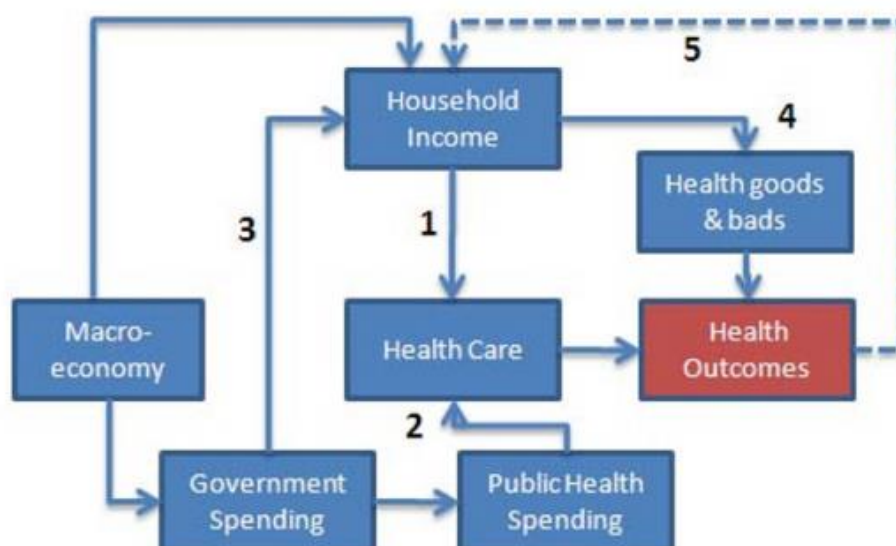 5
Household
Income
4
Health goods
& bads
3
1
Macro-
economy
Health Care
Health
Outcomes
2
Government
Spending
Public Health
Spending